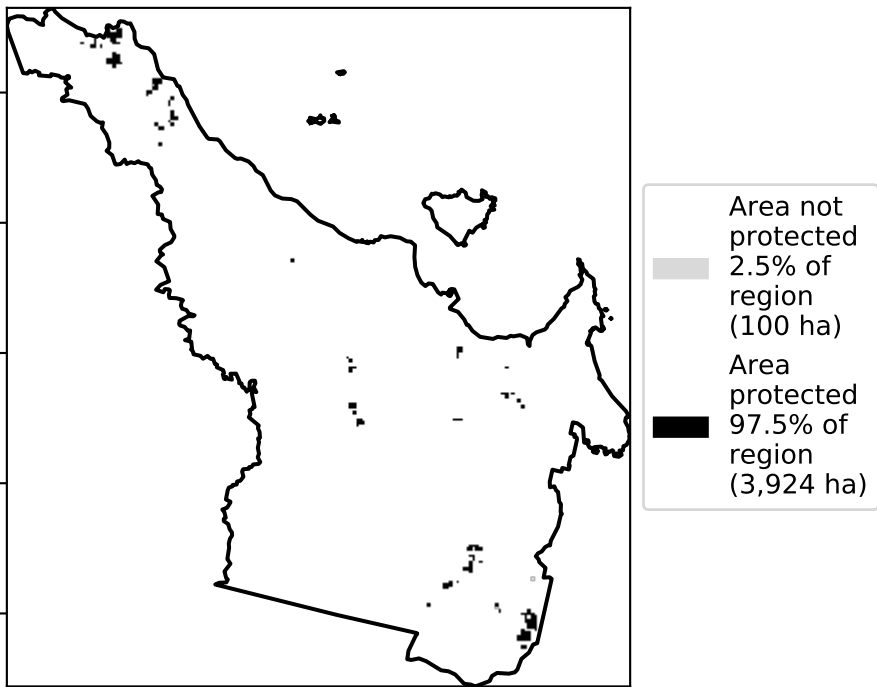 Area not
protected
2.5% of
region
(100 ha)
Area
protected
97.5% of
region
(3,924 ha)